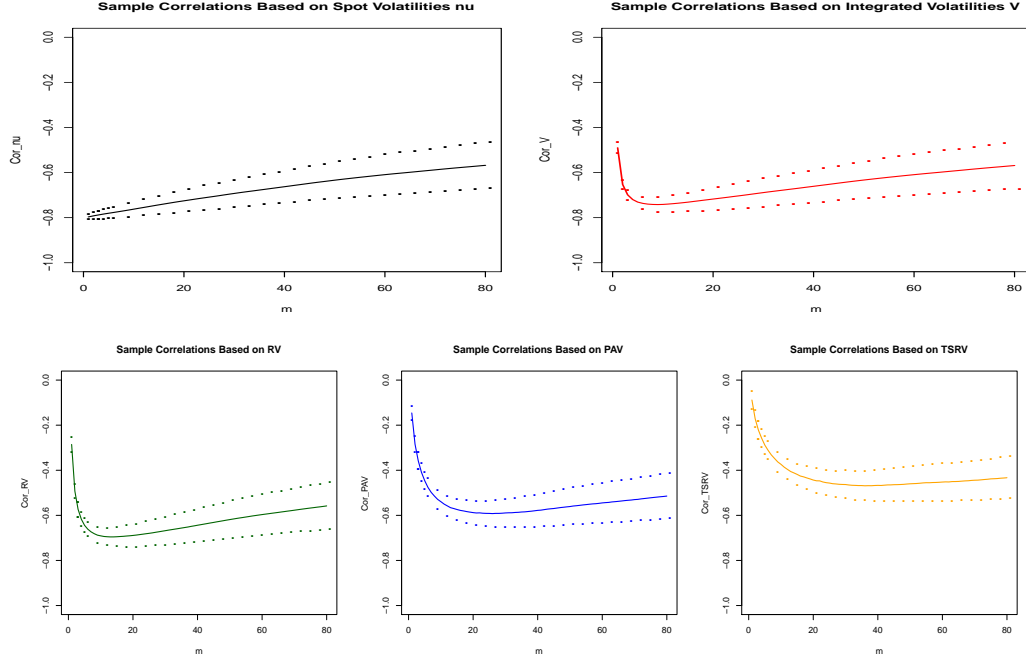 Sample Correlations Based on Spot Volatilities nu
Cor_nu
0.0
−0.2
−0.4
−0.6
−0.8
−1.0
0 20 40 60 80
m
Sample Correlations Based on Integrated Volatilities V
Cor_V
0.0
−0.2
−0.4
−0.6
−0.8
−1.0
0 20 40 60 80
m
Sample Correlations Based on RV
Cor_RV
0.0
−0.2
−0.4
−0.6
−0.8
−1.0
0 20 40 60 80
m
Sample Correlations Based on PAV
Cor_PAV
0.0
−0.2
−0.4
−0.6
−0.8
−1.0
0 20 40 60 80
m
Sample Correlations Based on TSRV
Cor_TSRV
0.0
−0.2
−0.4
−0.6
−0.8
−1.0
0 20 40 60 80
m